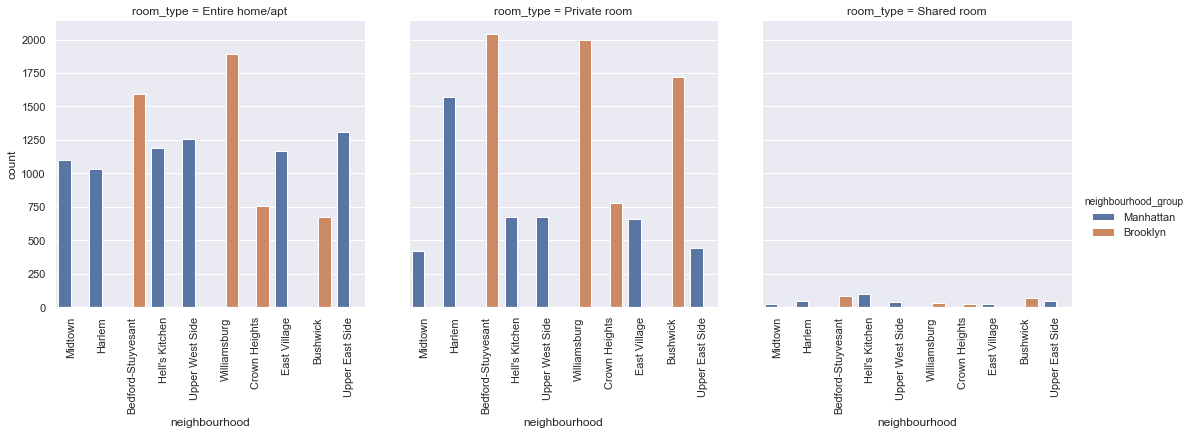 room_type = Entire home/apt
room_type = Private room
room_type = Shared room
count
2000
1750
1500
1250
1000
750
500
250
0
Midtown
Harlem
Bedford-Stuyvesant
Hell's Kitchen
Upper West Side
Williamsburg
Crown Heights
East Village
Bushwick
Upper East Side
neighbourhood
Midtown
Harlem
Bedford-Stuyvesant
Hell's Kitchen
Upper West Side
Williamsburg
Crown Heights
East Village
Bushwick
Upper East Side
neighbourhood
Midtown
Harlem
Bedford-Stuyvesant
Hell's Kitchen
Upper West Side
Williamsburg
Crown Heights
East Village
Bushwick
Upper East Side
neighbourhood
neighbourhood_group
Manhattan
Brooklyn